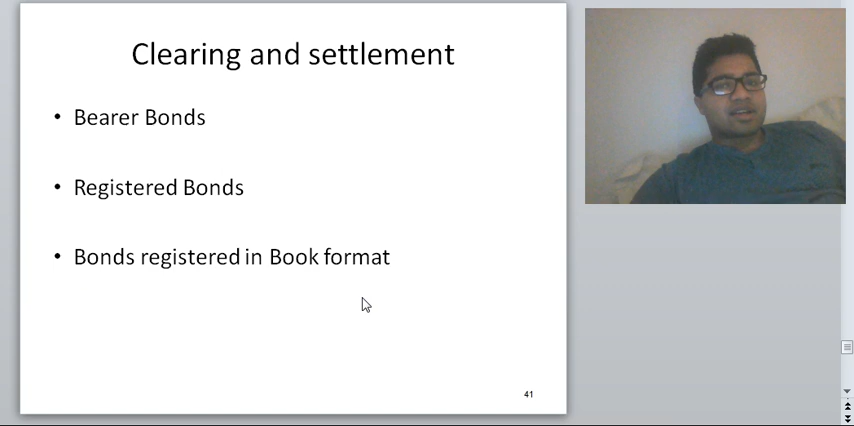 Clearing and settlement
• Bearer Bonds
• Registered Bonds
• Bonds registered in Book format
41